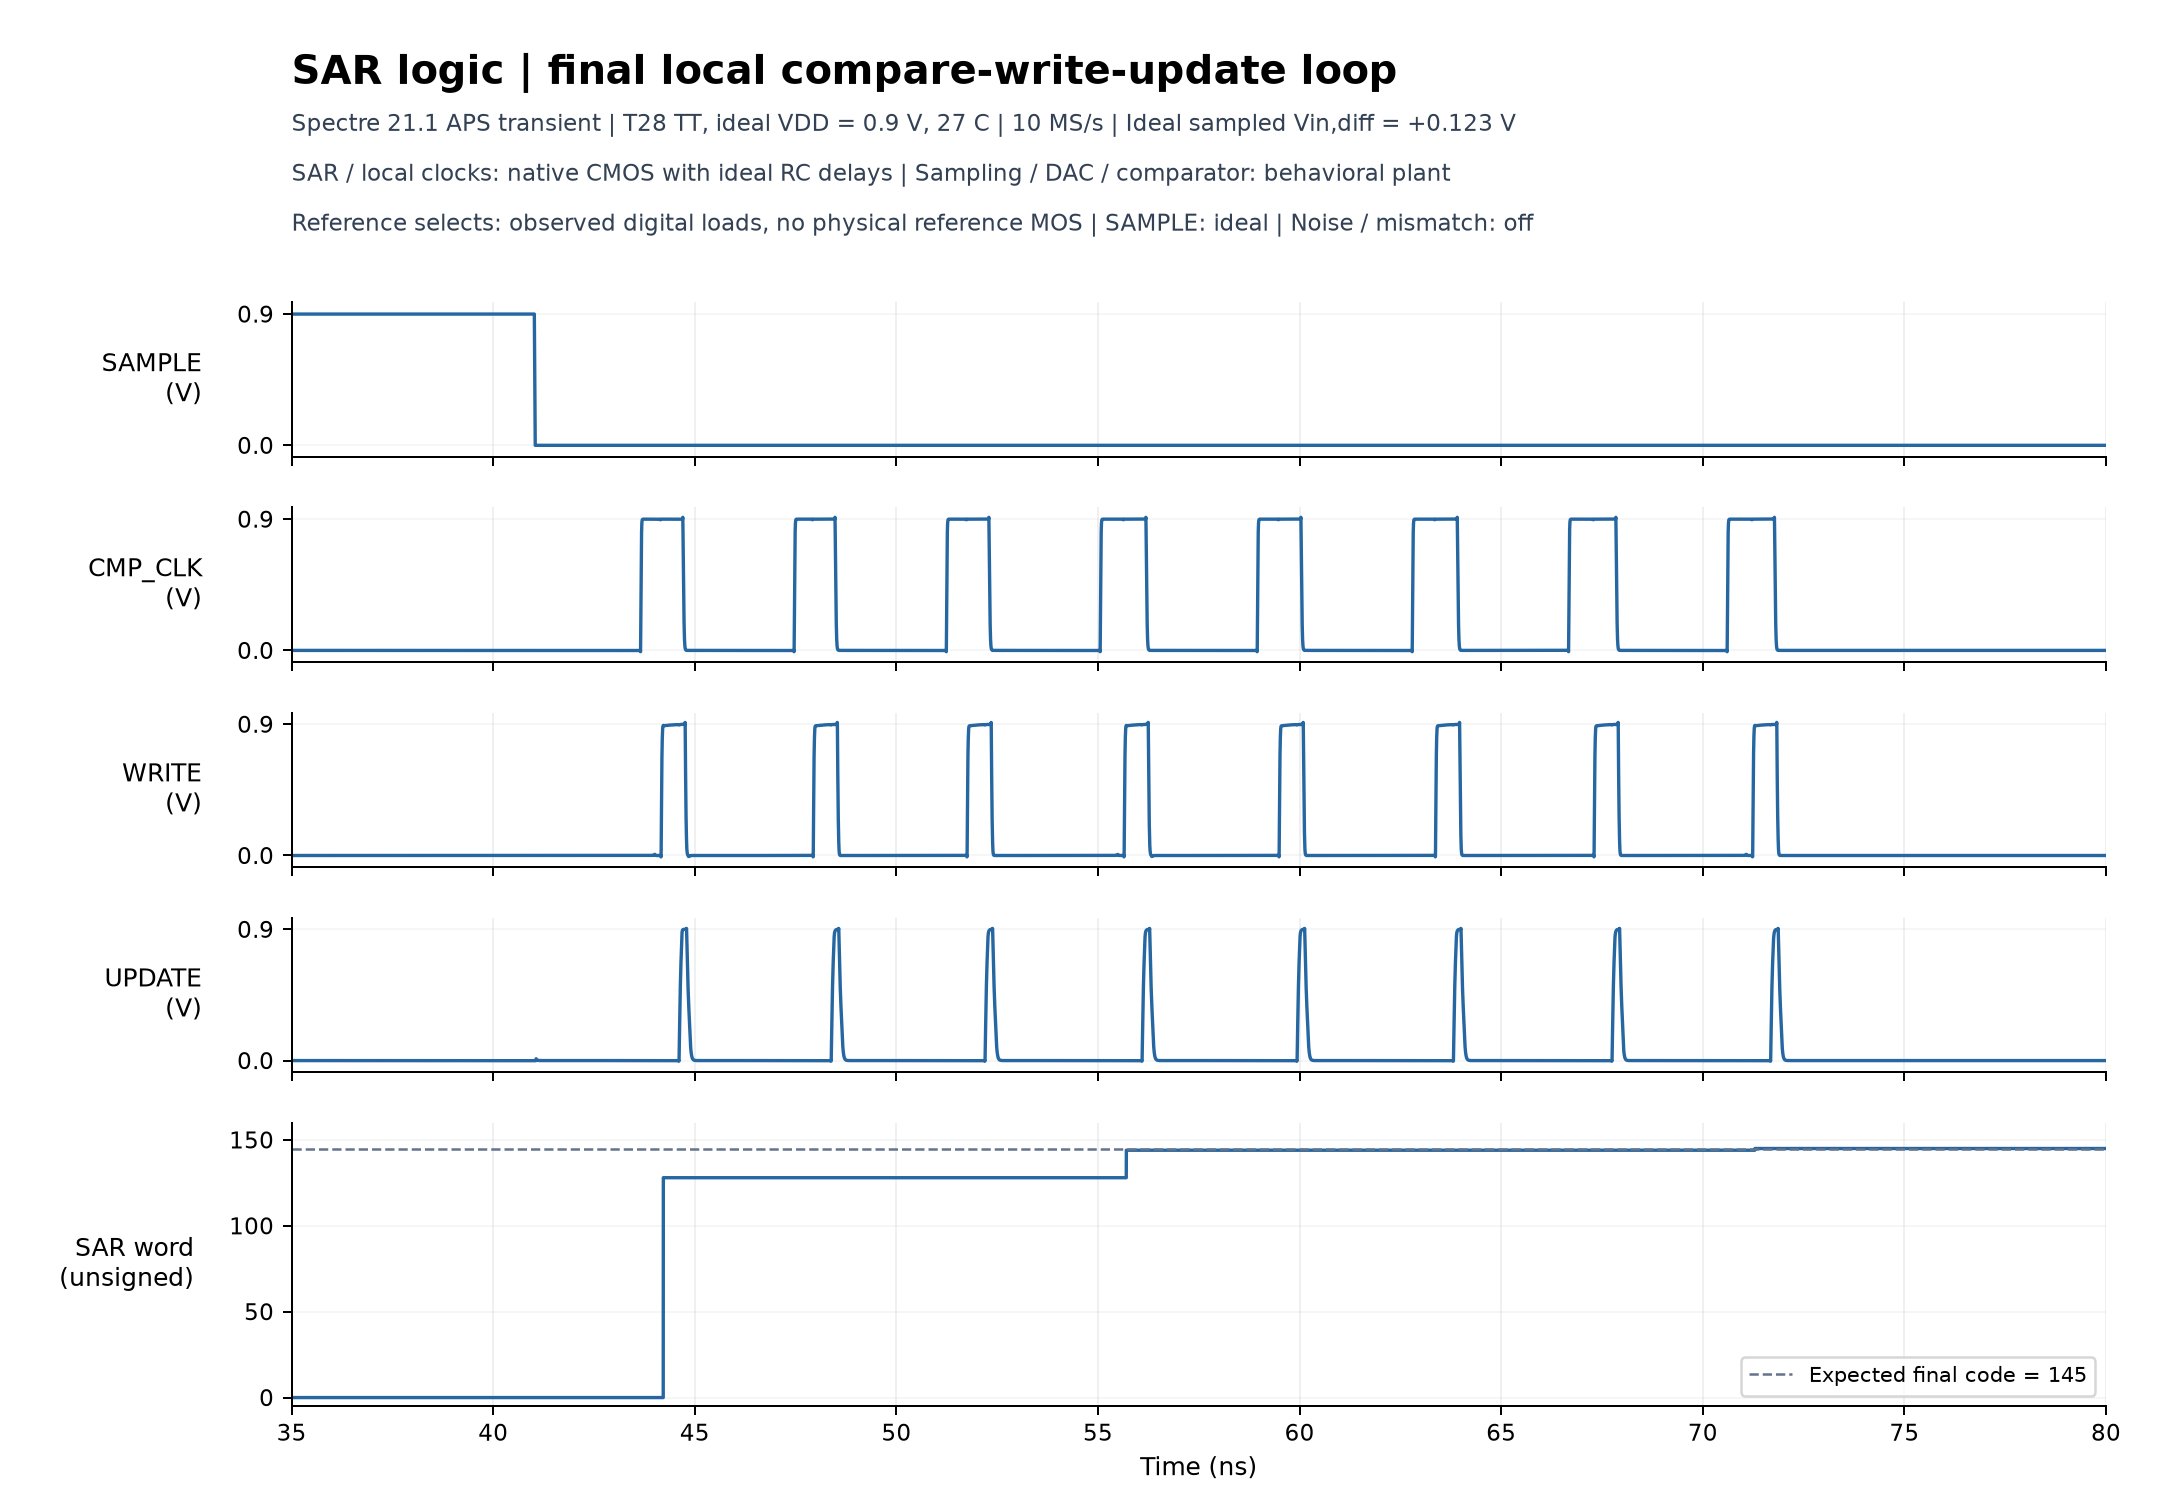 SAR logic | final local compare-write-update loop
Spectre 21.1 APS transient | T28 TT, ideal VDD = 0.9 V, 27 C | 10 MS/s | Ideal sampled Vin,diff = +0.123 V
SAR / local clocks: native CMOS with ideal RC delays | Sampling / DAC / comparator: behavioral plant
Reference selects: observed digital loads, no physical reference MOS | SAMPLE: ideal | Noise / mismatch: off
0.9
SAMPLE
(V)
0.0
0.9
CMP_CLK
(V)
0.0
0.9
WRITE
(V)
0.0
0.9
UPDATE
(V)
0.0
150
100
SAR word
(unsigned)
50
0
Expected final code = 145
35 40 45 50 55 60 65 70 75 80
Time (ns)